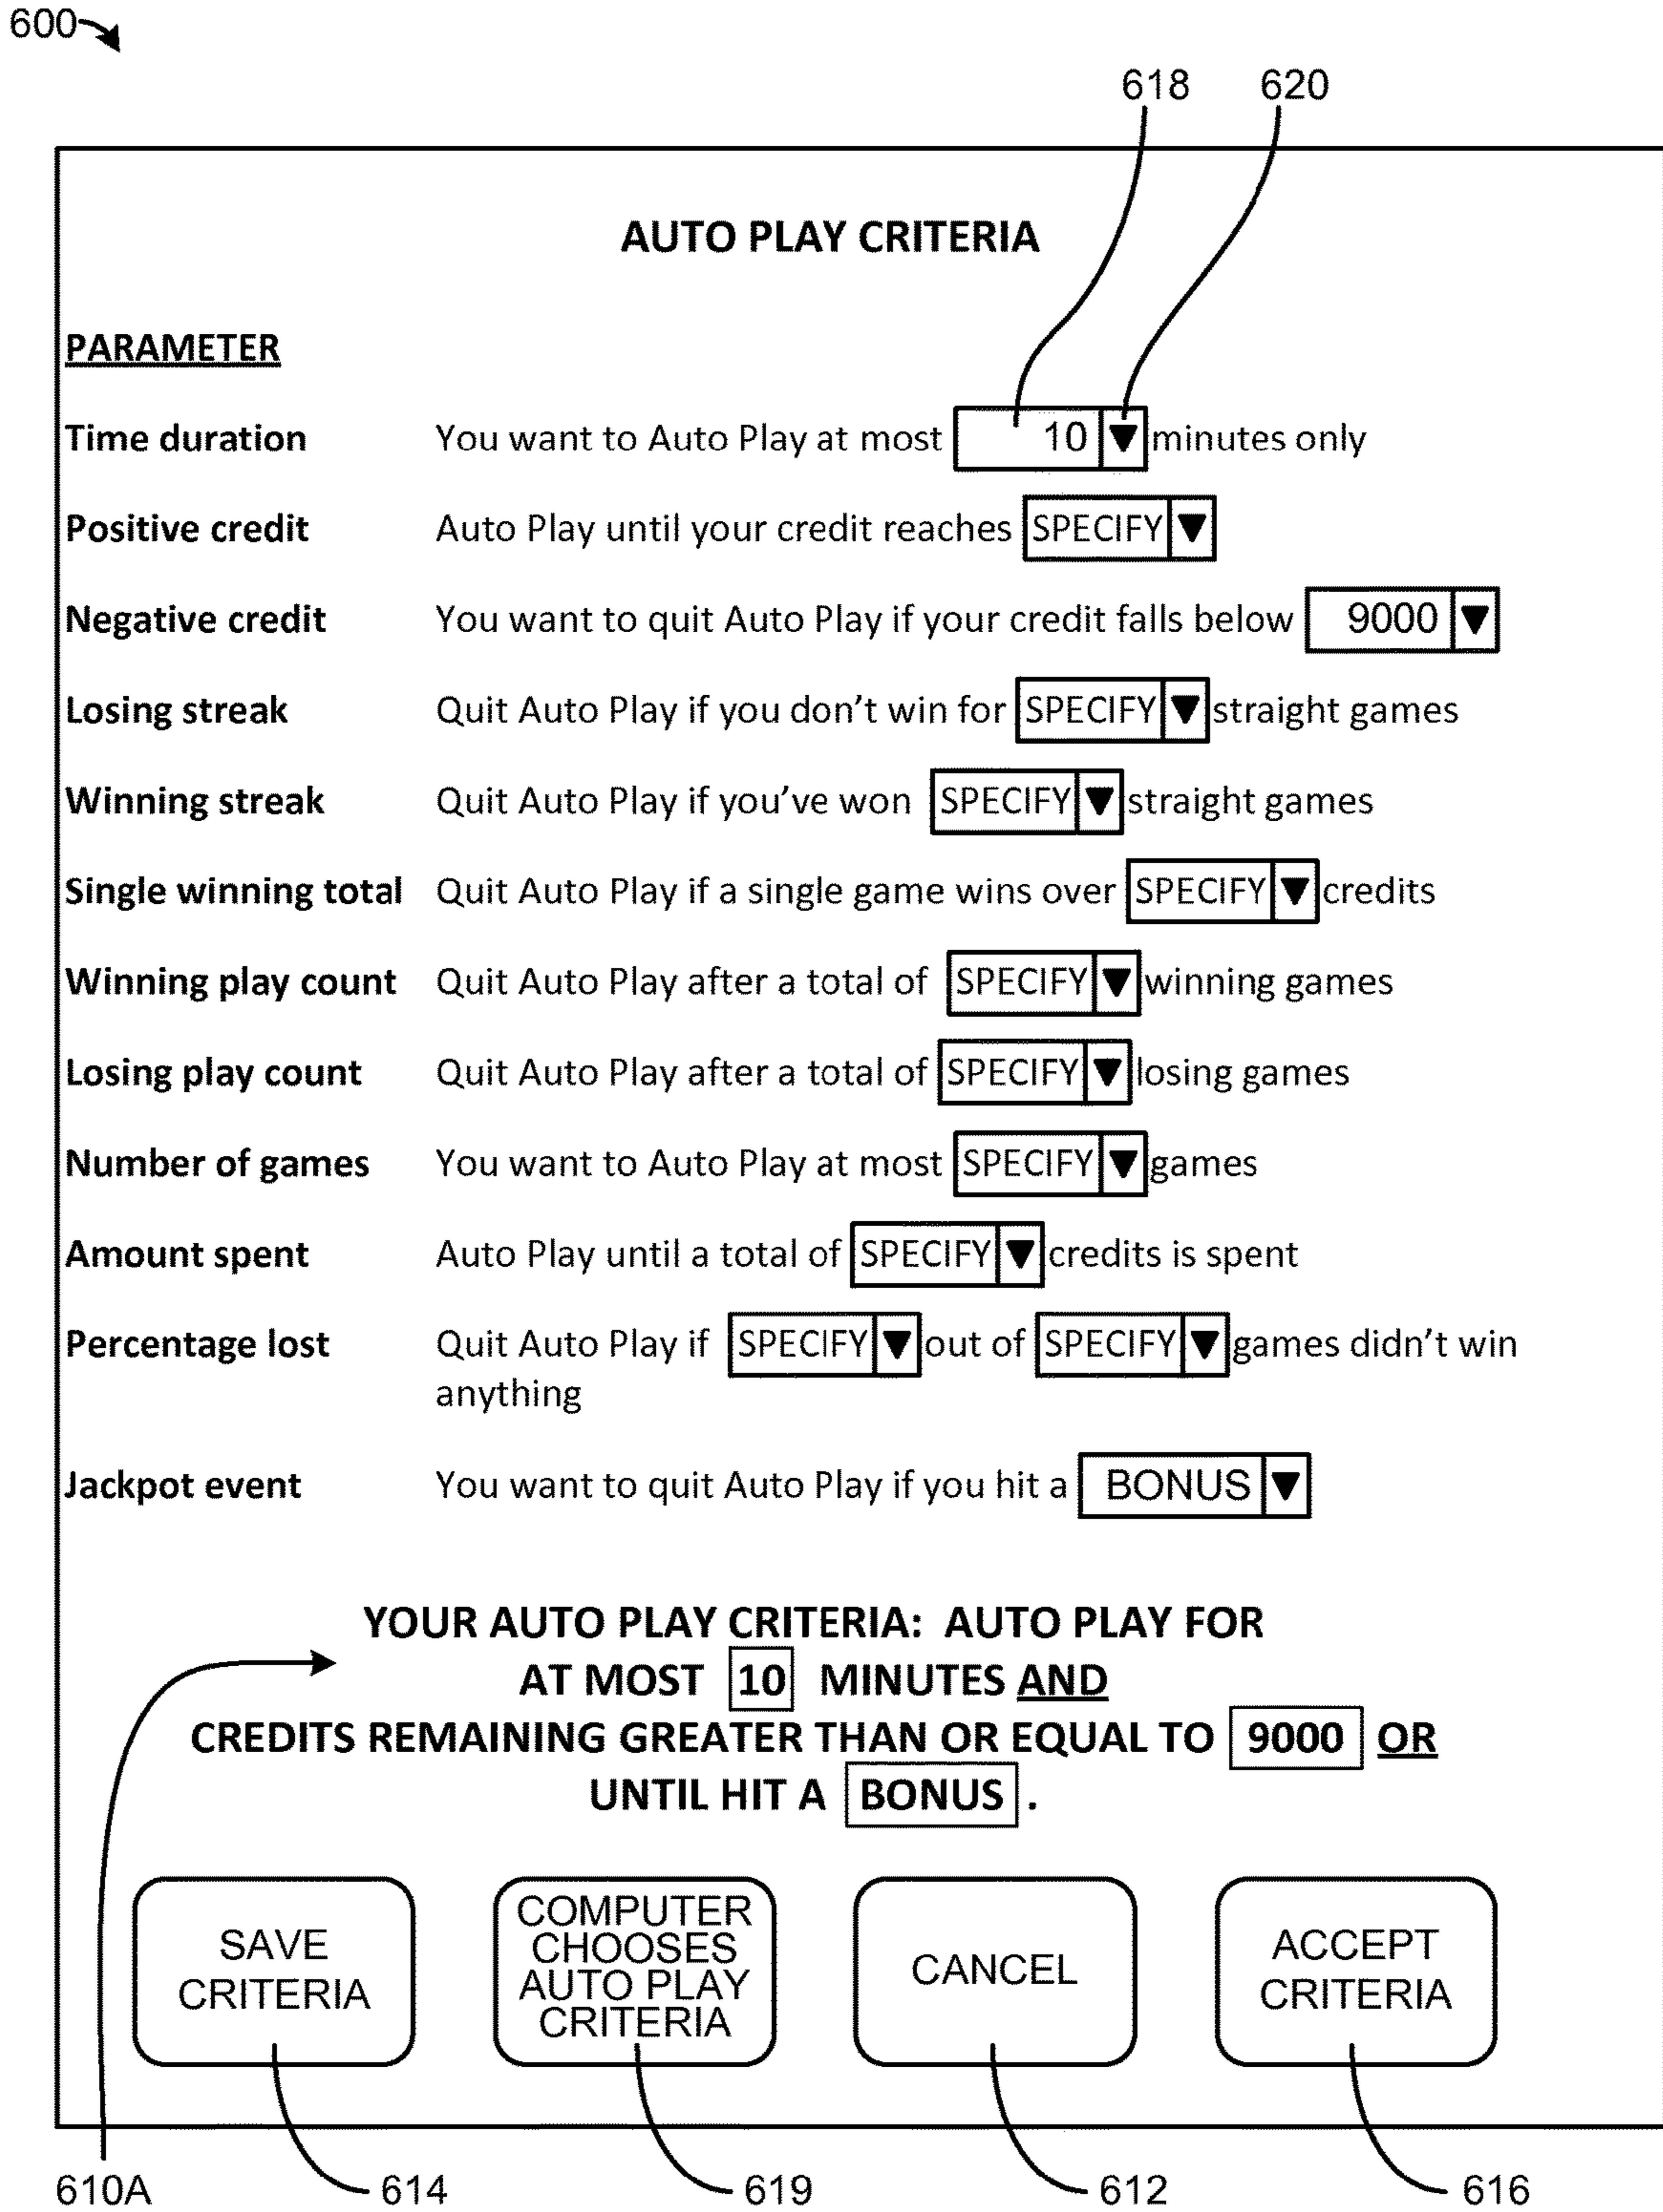 600
618 620
AUTO PLAY CRITERIA
PARAMETER
Time duration You want to Auto Play at most 10 ▼ minutes only
Positive credit Auto Play until your credit reaches SPECIFY ▼
Negative credit You want to quit Auto Play if your credit falls below 9000 ▼
Losing streak Quit Auto Play if you don't win for SPECIFY ▼ straight games
Winning streak Quit Auto Play if you've won SPECIFY ▼ straight games
Single winning total Quit Auto Play if a single game wins over SPECIFY ▼ credits
Winning play count Quit Auto Play after a total of SPECIFY ▼ winning games
Losing play count Quit Auto Play after a total of SPECIFY ▼ losing games
Number of games You want to Auto Play at most SPECIFY ▼ games
Amount spent Auto Play until a total of SPECIFY ▼ credits is spent
Percentage lost Quit Auto Play if SPECIFY ▼ out of SPECIFY ▼ games didn't win
anything
Jackpot event You want to quit Auto Play if you hit a BONUS ▼
YOUR AUTO PLAY CRITERIA: AUTO PLAY FOR
AT MOST 10 MINUTES AND
CREDITS REMAINING GREATER THAN OR EQUAL TO 9000 OR
UNTIL HIT A BONUS .
SAVE
CRITERIA
COMPUTER
CHOOSES
AUTO PLAY
CRITERIA
CANCEL
ACCEPT
CRITERIA
610A 614 619 612 616